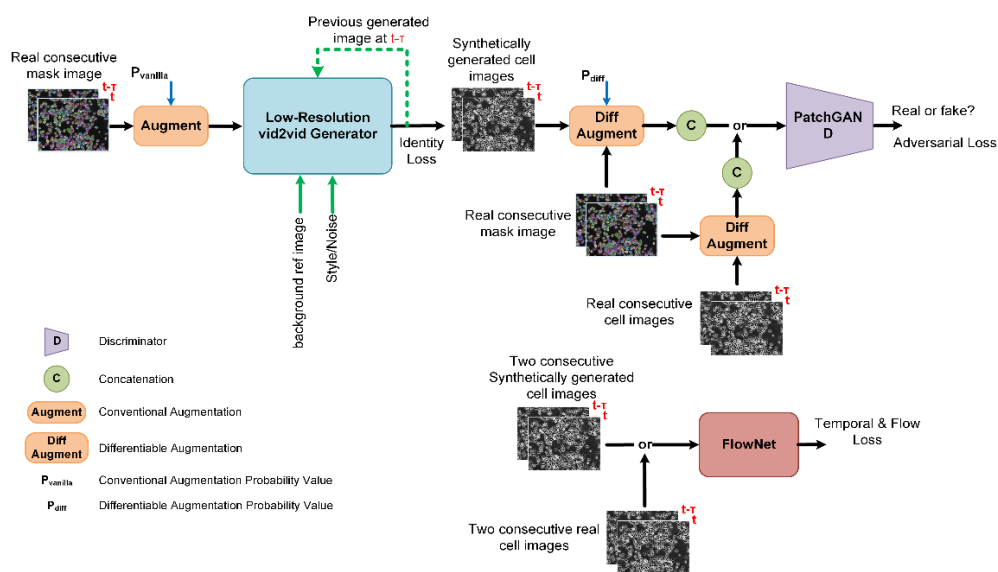 Previous generated
image at t-τ
Real consecutive
mask image
t-τ
t
P vanilla
Augment
Low-Resolution
vid2vid Generator
Identity
Loss
background ref image
Style/Noise
Synthetically
generated cell
images
t-τ
t
P diff
Diff
Augment
C
or
PatchGAN
D
Real or fake?
Adversarial Loss
C
Real consecutive
mask image
t-τ
t
Diff
Augment
Real consecutive
cell images
t-τ
t
D
Discriminator
C
Concatenation
Augment
Conventional Augmentation
Diff
Augment
Differentiable Augmentation
P vanilla
Conventional Augmentation Probability Value
P diff
Differentiable Augmentation Probability Value
Two consecutive
Synthetically generated
cell images
t-τ
t
or
FlowNet
Temporal & Flow
Loss
Two consecutive real
cell images
t-τ
t